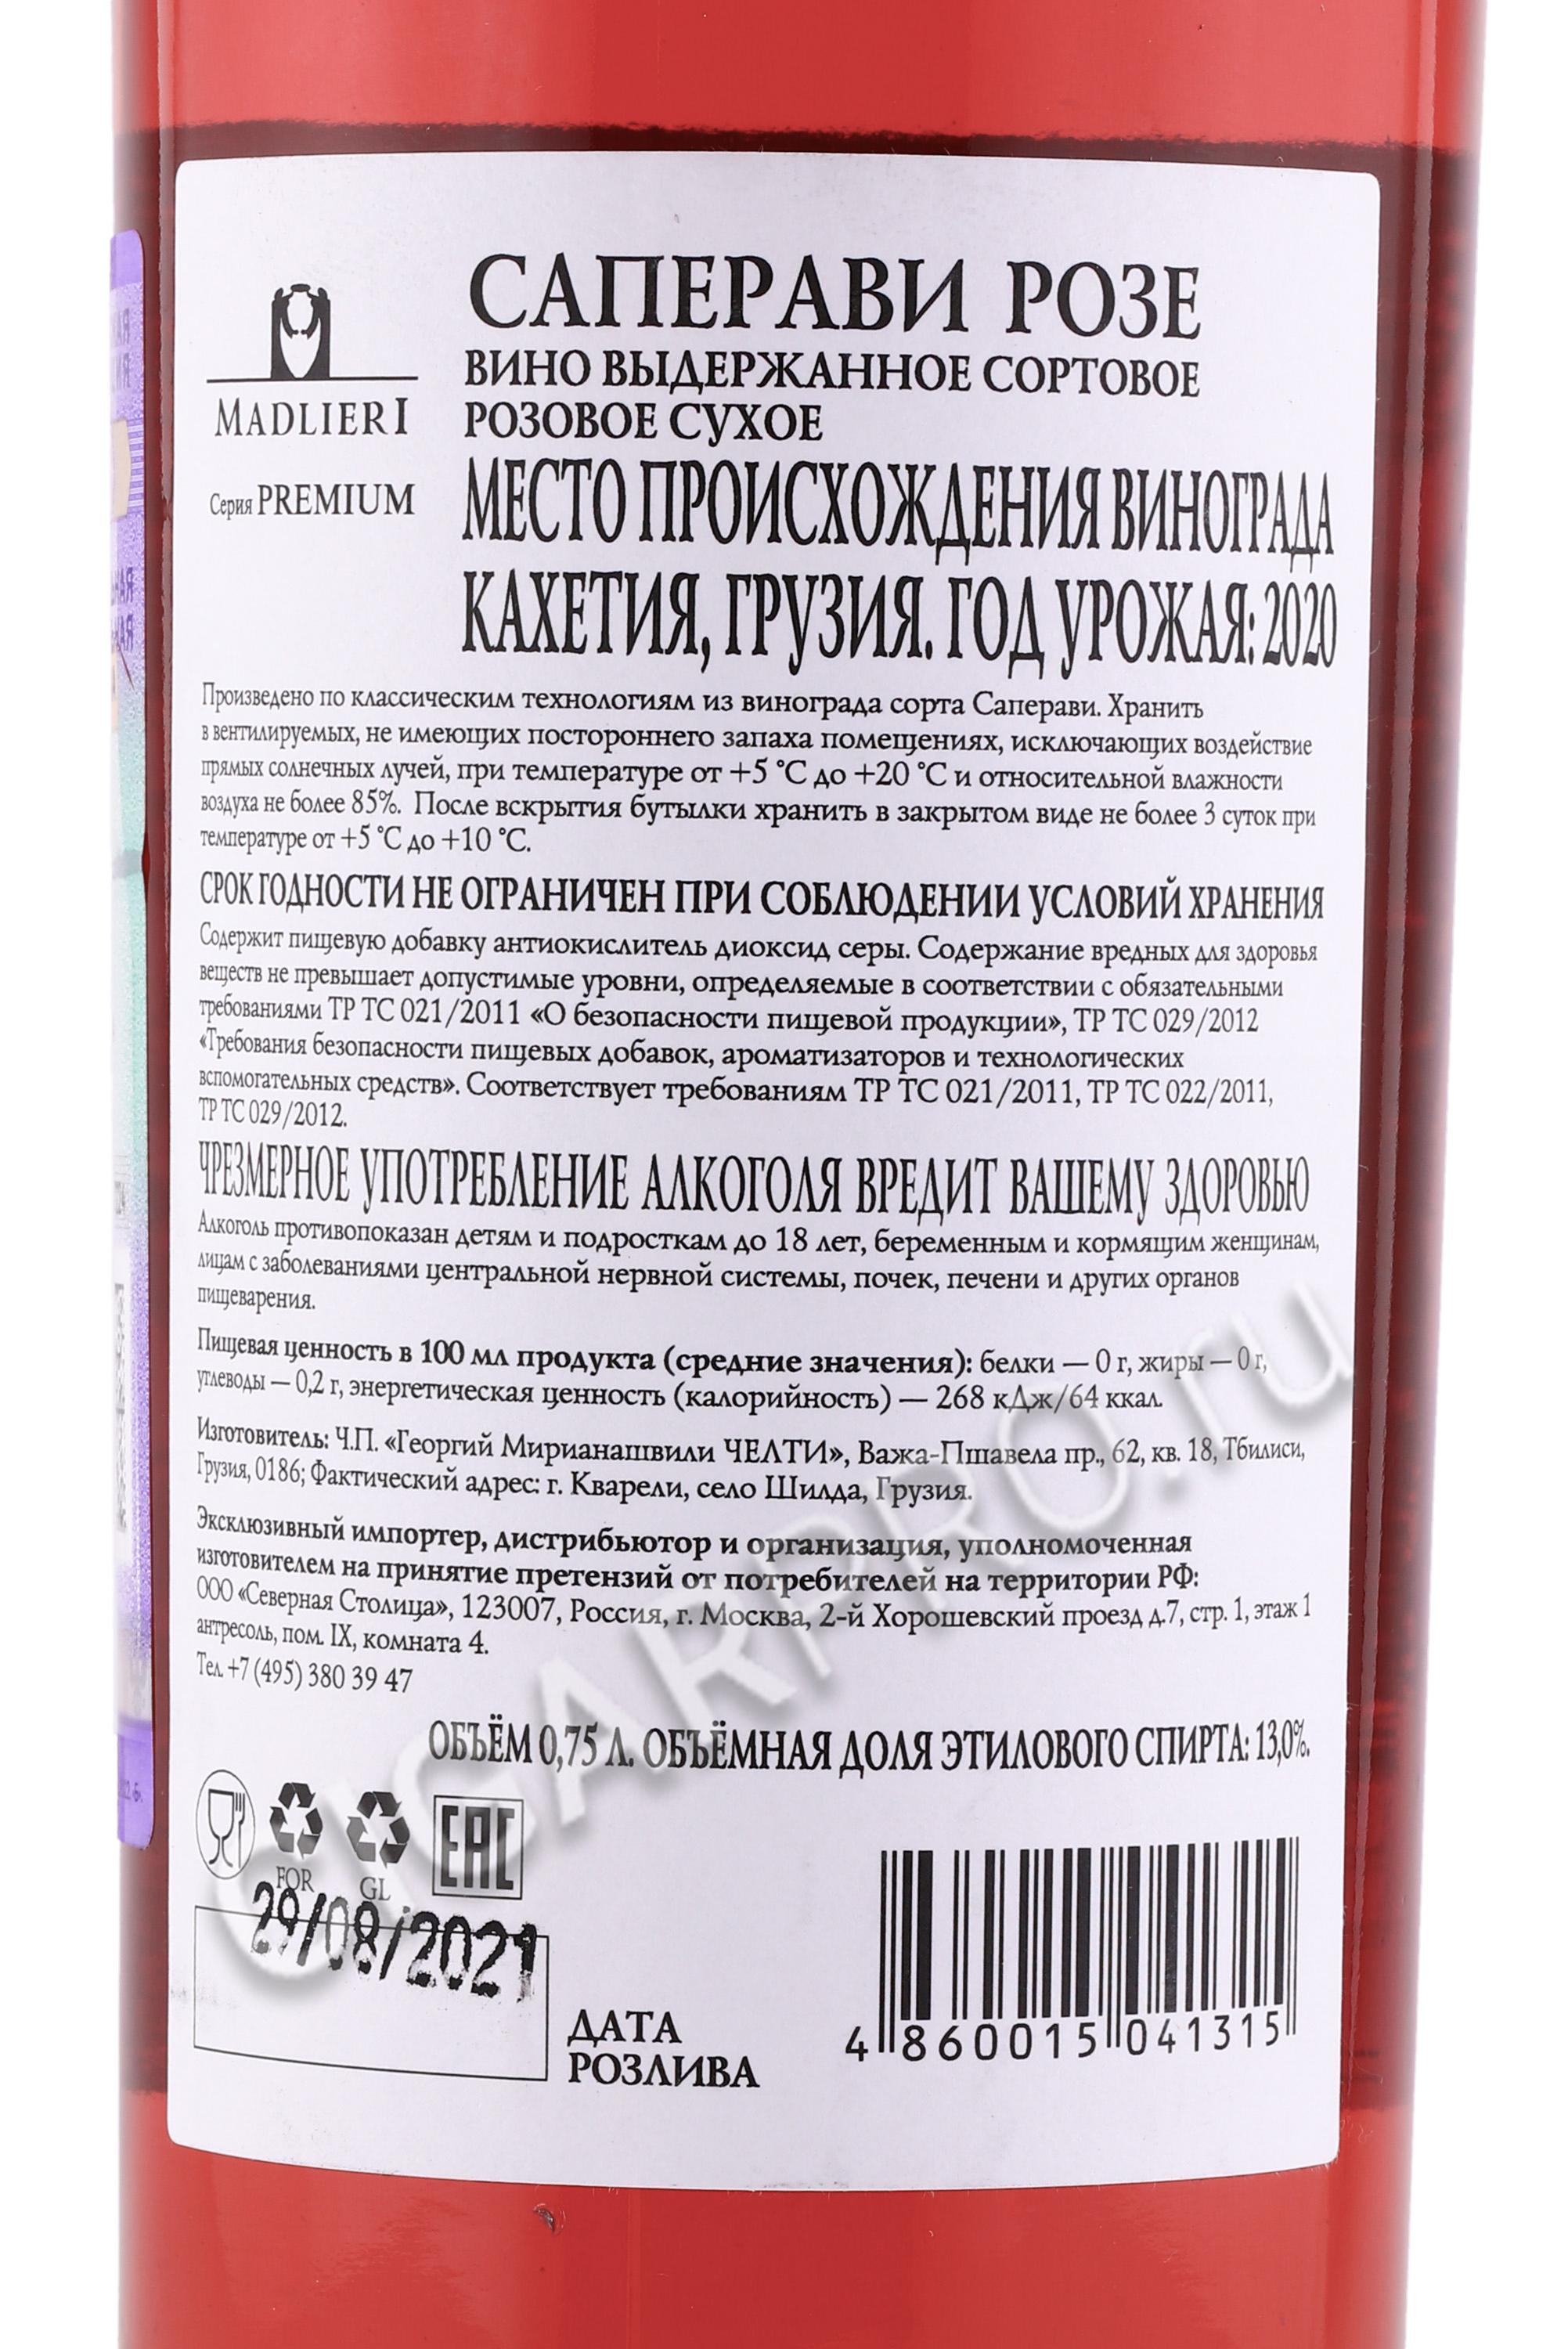 САПЕРАВИ РОЗЕ
ВИНО ВЫДЕРЖАННОЕ СОРТОВОЕ
РОЗОВОЕ СУХОЕ
MADLIERI
Серия PREMIUM
МЕСТО ПРОИСХОЖДЕНИЯ ВИНОГРАДА
КАХЕТИЯ, ГРУЗИЯ. ГОД УРОЖАЯ: 2020
Произведено по классическим технологиям из винограда сорта Саперави. Хранить
в вентилируемых, не имеющих постороннего запаха помещениях, исключающих воздействие
прямых солнечных лучей, при температуре от +5 °С до +20 °С и относительной влажности
воздуха не более 85%. После вскрытия бутылки хранить в закрытом виде не более 3 суток при
температуре от +5 °С до +10 °С.
СРОК ГОДНОСТИ НЕ ОГРАНИЧЕН ПРИ СОБЛЮДЕНИИ УСЛОВИЙ ХРАНЕНИЯ
Содержит пищевую добавку антиокислитель диоксид серы. Содержание вредных для здоровья
веществ не превышает допустимые уровни, определяемые в соответствии с обязательными
требованиями ТР ТС 021/2011 «О безопасности пищевой продукции», ТР ТС 029/2012
«Требования безопасности пищевых добавок, ароматизаторов и технологических
вспомогательных средств». Соответствует требованиям ТР ТС 021/2011, ТР ТС 022/2011,
ТР ТС 029/2012.
ЧРЕЗМЕРНОЕ УПОТРЕБЛЕНИЕ АЛКОГОЛЯ ВРЕДИТ ВАШЕМУ ЗДОРОВЬЮ
Алкоголь противопоказан детям и подросткам до 18 лет, беременным и кормящим женщинам,
лицам с заболеваниями центральной нервной системы, почек, печени и других органов
пищеварения.
Пищевая ценность в 100 мл продукта (средние значения): белки — 0 г, жиры — 0 г,
углеводы — 0,2 г, энергетическая ценность (калорийность) — 268 кДж/64 ккал.
Изготовитель: Ч.П. «Георгий Мирианашвили ЧЕЛТИ», Важа-Пшавела пр., 62, кв. 18, Тбилиси,
Грузия, 0186; Фактический адрес: г. Кварели, село Шилда, Грузия.
Эксклюзивный импортер, дистрибьютор и организация, уполномоченная
изготовителем на принятие претензий от потребителей на территории РФ:
ООО «Северная Столица», 123007, Россия, г. Москва, 2-й Хорошевский проезд д.7, стр. 1, этаж 1
антресоль, пом. IX, комната 4.
Тел. +7 (495) 380 39 47
ОБЪЁМ 0,75 Л. ОБЪЁМНАЯ ДОЛЯ ЭТИЛОВОГО СПИРТА: 13,0%.
FOR
GL
EAC
29/08/2021
ДАТА
РОЗЛИВА
4 860015 041315
CIGARPRO.ru